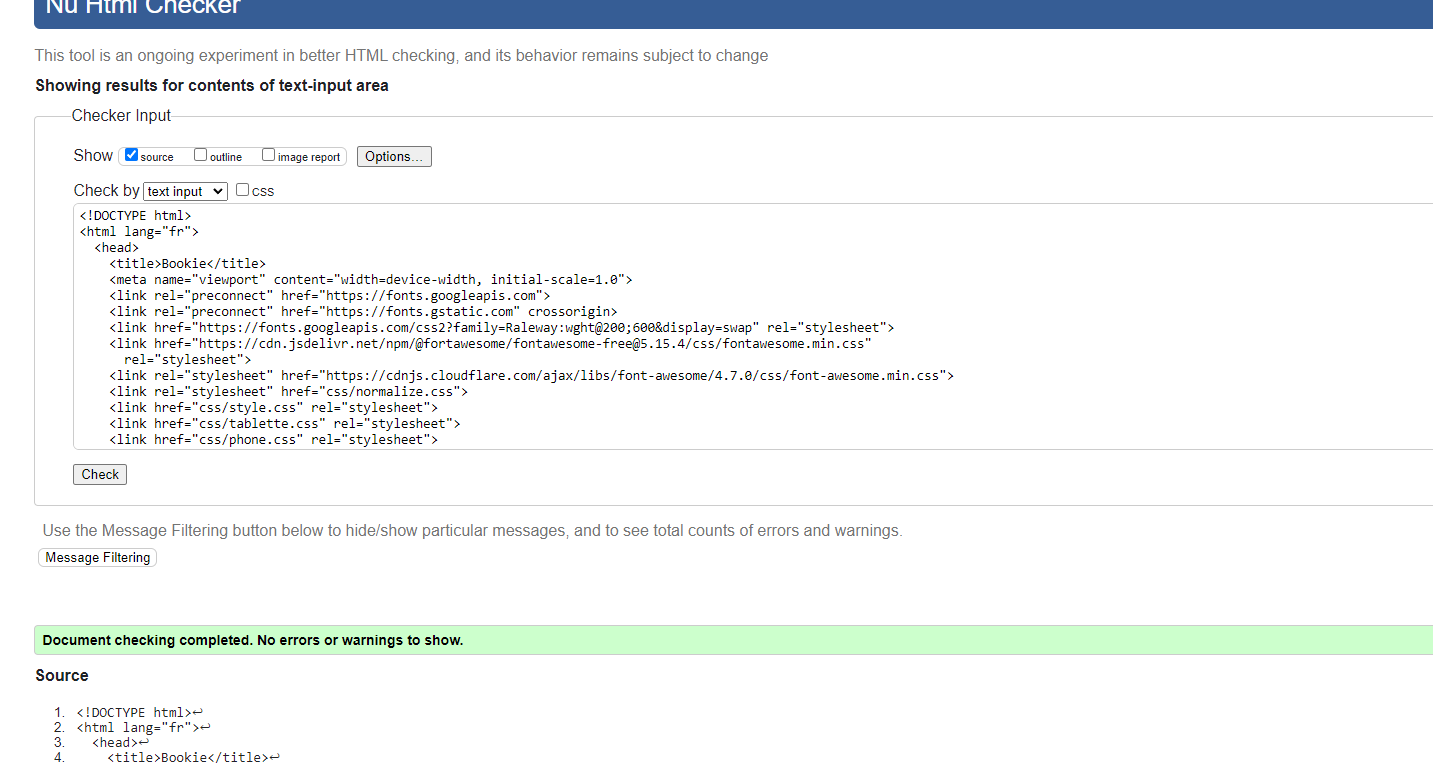 Nu Html Checker
This tool is an ongoing experiment in better HTML checking, and its behavior remains subject to change
Showing results for contents of text-input area
Checker Input
Show source outline image report Options...
Check by text input css
<!DOCTYPE html>
<html lang="fr">
  <head>
    <title>Bookie</title>
    <meta name="viewport" content="width=device-width, initial-scale=1.0">
    <link rel="preconnect" href="https://fonts.googleapis.com">
    <link rel="preconnect" href="https://fonts.gstatic.com" crossorigin>
    <link href="https://fonts.googleapis.com/css2?family=Raleway:wght@200;600&display=swap" rel="stylesheet">
    <link href="https://cdn.jsdelivr.net/npm/@fortawesome/fontawesome-free@5.15.4/css/fontawesome.min.css"
      rel="stylesheet">
    <link rel="stylesheet" href="https://cdnjs.cloudflare.com/ajax/libs/font-awesome/4.7.0/css/font-awesome.min.css">
    <link rel="stylesheet" href="css/normalize.css">
    <link href="css/style.css" rel="stylesheet">
    <link href="css/tablette.css" rel="stylesheet">
    <link href="css/phone.css" rel="stylesheet">
Check
Use the Message Filtering button below to hide/show particular messages, and to see total counts of errors and warnings.
Message Filtering
Document checking completed. No errors or warnings to show.
Source
1. <!DOCTYPE html>↩
2. <html lang="fr">↩
3.   <head>↩
4.     <title>Bookie</title>↩